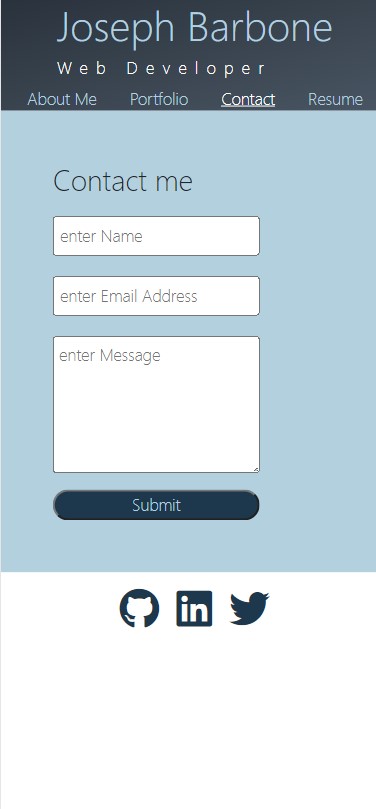 Joseph Barbone
Web Developer
About Me Portfolio Contact Resume
Contact me
enter Name
enter Email Address
enter Message
Submit
in